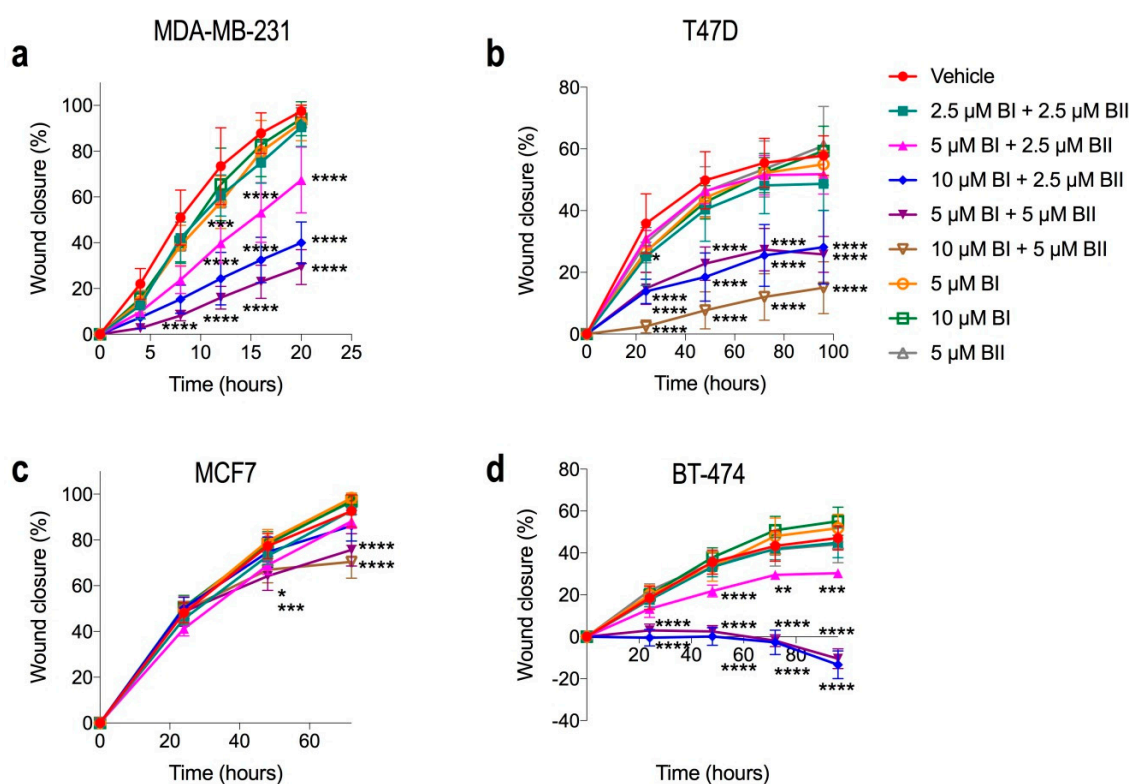 MDA-MB-231
a
Wound closure (%)
100
80
60
40
20
0
***
****
****
****
****
****
****
****
****
****
****
0 5 10 15 20 25
Time (hours)
T47D
b
Wound closure (%)
80
60
40
20
0
*
****
****
****
****
****
****
****
****
****
****
****
****
0 20 40 60 80 100
Time (hours)
Vehicle
2.5 µM BI + 2.5 µM BII
5 µM BI + 2.5 µM BII
10 µM BI + 2.5 µM BII
5 µM BI + 5 µM BII
10 µM BI + 5 µM BII
5 µM BI
10 µM BI
5 µM BII
c
MCF7
Wound closure (%)
100
80
60
40
20
0
****
****
*
***
0 20 40 60
Time (hours)
d
BT-474
Wound closure (%)
80
60
40
20
0
-20
-40
**** ** ***
**** **** **** ****
****
**** **** ****
20 40 60 80
Time (hours)